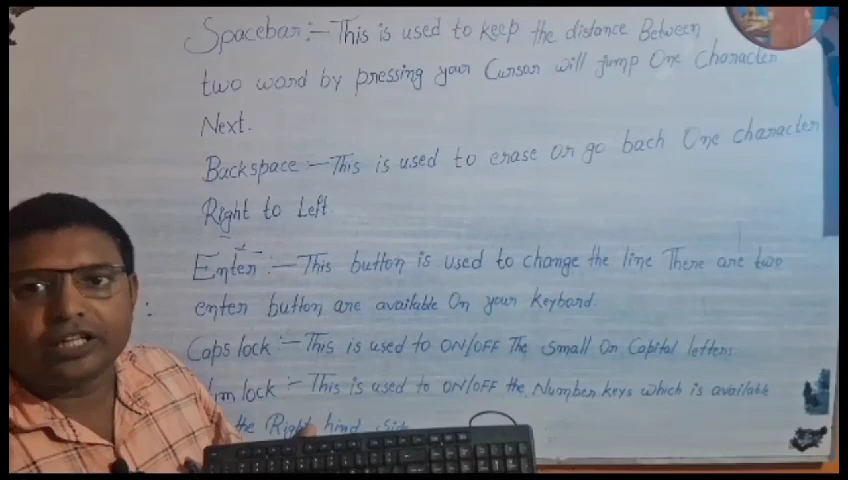 Spacebar:- This is used to keep the distance Between
two word by pressing your Cursor will jump One Character
Next.
Backspace:- This is used to erase or go bach One character
Right to Left
Enter:- This button is used to change the line There are two
enter button are available On your keyboard.
Caps lock:- This is used to ON/OFF The Small Or Capital letters
lock:- This is used to ON/OFF the Number keys which is available
the Right hind Side